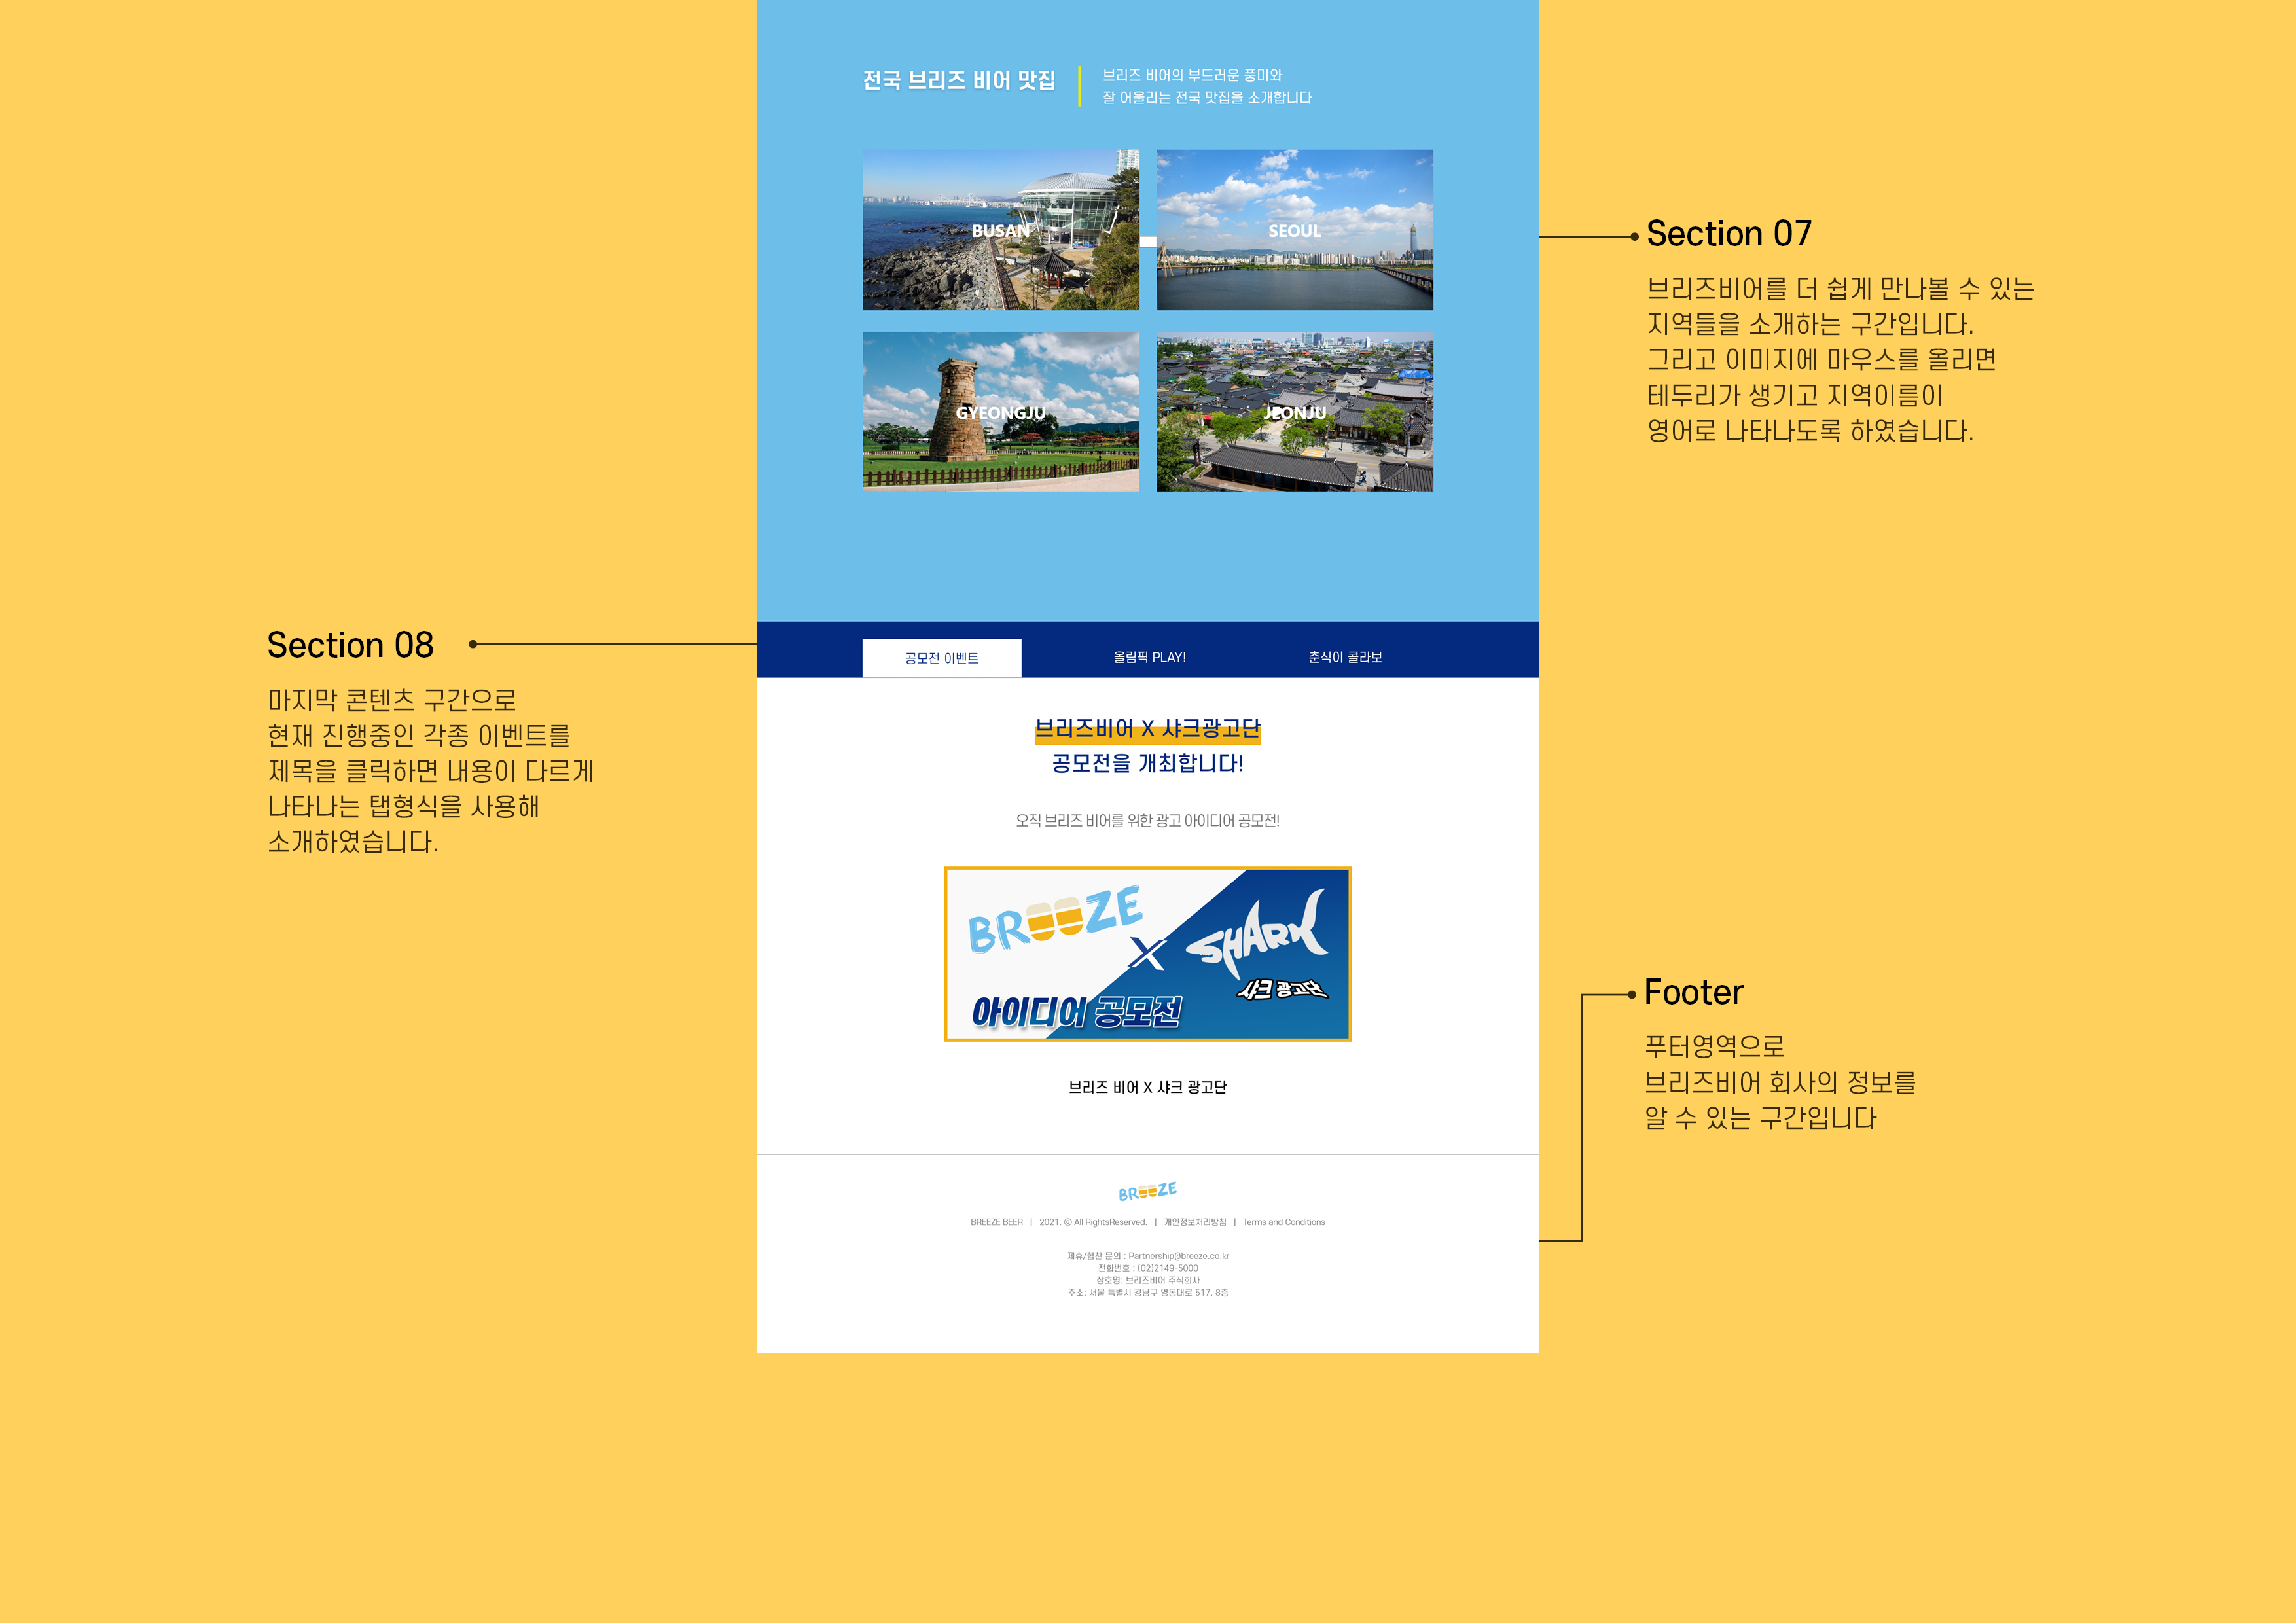 전국 브리즈 비어 맛집
브리즈 비어의 부드러운 풍미와
잘 어울리는 전국 맛집을 소개합니다
BUSAN
SEOUL
GYEONGJU
JEONJU
Section 07
브리즈비어를 더 쉽게 만나볼 수 있는
지역들을 소개하는 구간입니다.
그리고 이미지에 마우스를 올리면
테두리가 생기고 지역이름이
영어로 나타나도록 하였습니다.
Section 08
마지막 콘텐츠 구간으로
현재 진행중인 각종 이벤트를
제목을 클릭하면 내용이 다르게
나타나는 탭형식을 사용해
소개하였습니다.
공모전 이벤트
올림픽 PLAY!
춘식이 콜라보
브리즈비어 X 샤크광고단
공모전을 개최합니다!
오직 브리즈 비어를 위한 광고 아이디어 공모전!
BREEZE
X
SHARK
샤크 광고단
아이디어 공모전
브리즈 비어 X 샤크 광고단
Footer
푸터영역으로
브리즈비어 회사의 정보를
알 수 있는 구간입니다
BREEZE
BREEZE BEER | 2021. ⓒ All RightsReserved. | 개인정보처리방침 | Terms and Conditions
제휴/협찬 문의 : Partnership@breeze.co.kr
전화번호 : (02)2149-5000
상호명: 브리즈비어 주식회사
주소: 서울 특별시 강남구 명동대로 517, 8층